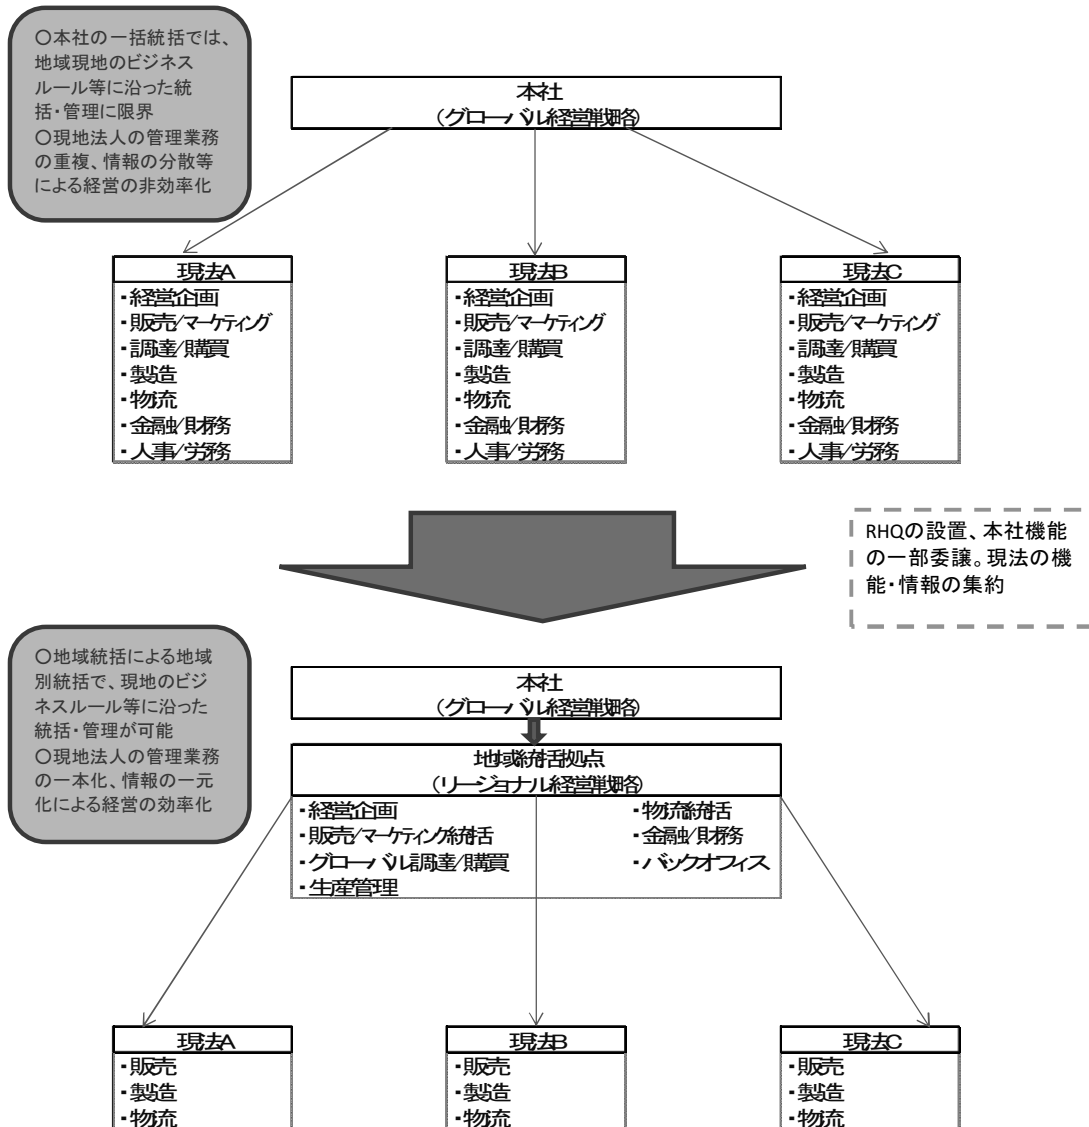 〇本社の一括統括では、
地域現地のビジネス
ルール等に沿った統
括・管理に限界
〇現地法人の管理業務
の重複、情報の分散等
による経営の非効率化
本社
（グローバル経営戦略）
現法A
・経営企画
・販売/マーケティング
・調達/購買
・製造
・物流
・金融/財務
・人事/労務
現法B
・経営企画
・販売/マーケティング
・調達/購買
・製造
・物流
・金融/財務
・人事/労務
現法C
・経営企画
・販売/マーケティング
・調達/購買
・製造
・物流
・金融/財務
・人事/労務
RHQの設置、本社機能
の一部委譲。現法の機
能・情報の集約
〇地域統括による地域
別統括で、現地のビジ
ネスルール等に沿った
統括・管理が可能
〇現地法人の管理業務
の一本化、情報の一元
化による経営の効率化
本社
（グローバル経営戦略）
地域統括拠点
（リージョナル経営戦略）
・経営企画
・販売/マーケティング統括
・グローバル調達/購買
・生産管理
・物流統括
・金融/財務
・バックオフィス
現法A
・販売
・製造
・物流
現法B
・販売
・製造
・物流
現法C
・販売
・製造
・物流